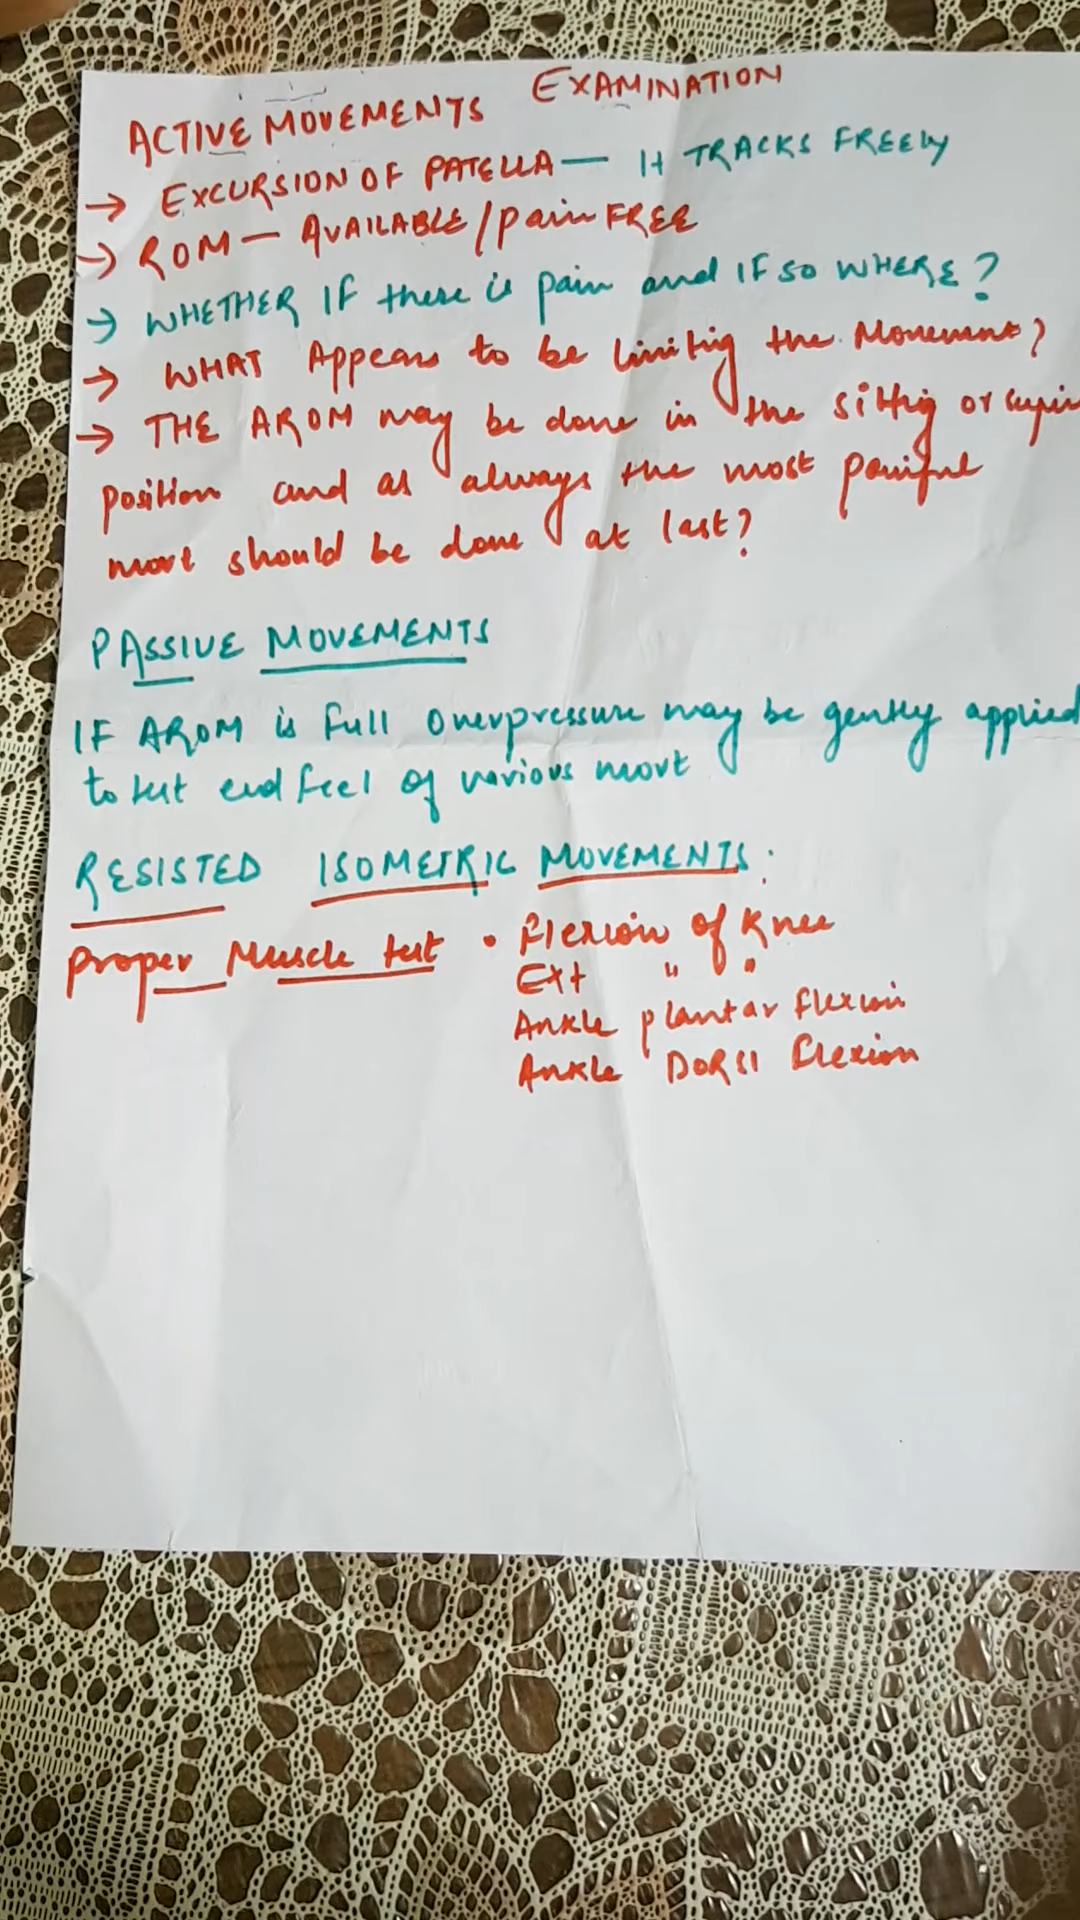 EXAMINATION
ACTIVE MOVEMENTS
→ EXCURSION OF PATELLA — It TRACKS FREELY
→ ROM — AVAILABLE/pain FREE
→ WHETHER IF there is pain and IF SO WHERE?
→ WHAT Appears to be limiting the Movement?
→ THE AROM may be done in the sitting or supin
position and as always the most painful
movt should be done at last?
PASSIVE MOVEMENTS
IF AROM is full overpressure may be gently applied
to test end feel of various movt
RESISTED ISOMETRIC MOVEMENTS:
Proper Muscle test • Flexion of Knee
Ext " "
Ankle plantar flexion
Ankle DORSI flexion